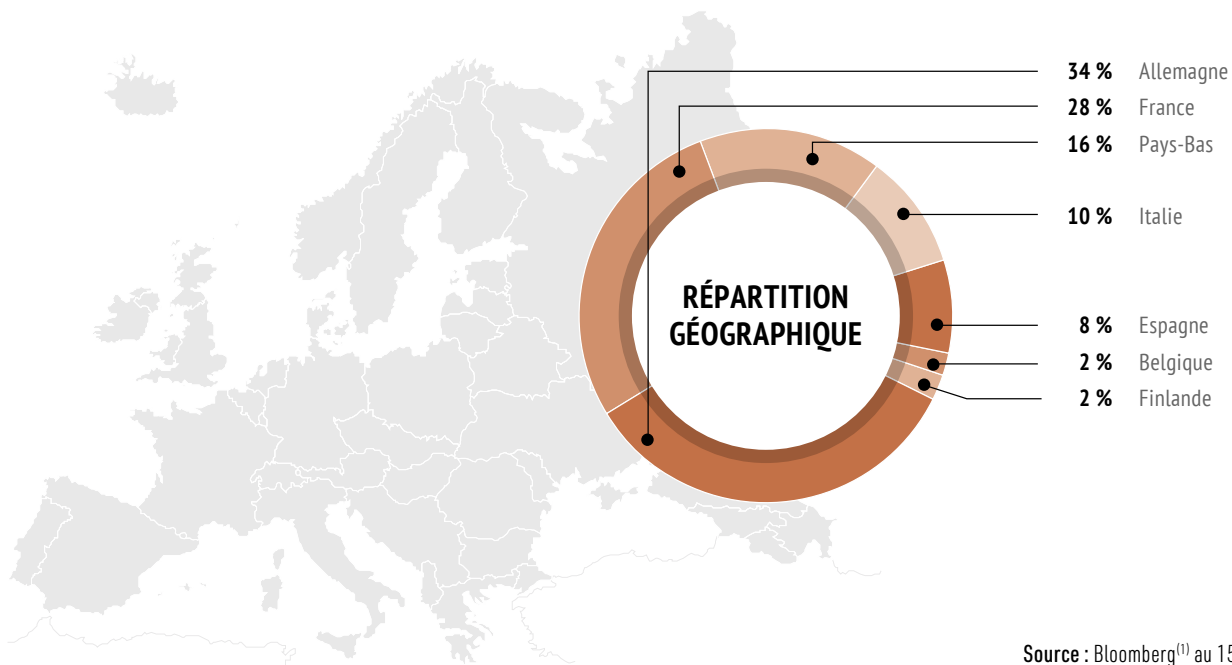 34 % Allemagne
28 % France
16 % Pays-Bas
10 % Italie
RÉPARTITION
GÉOGRAPHIQUE
8 % Espagne
2 % Belgique
2 % Finlande
Source : Bloomberg(1) au 15